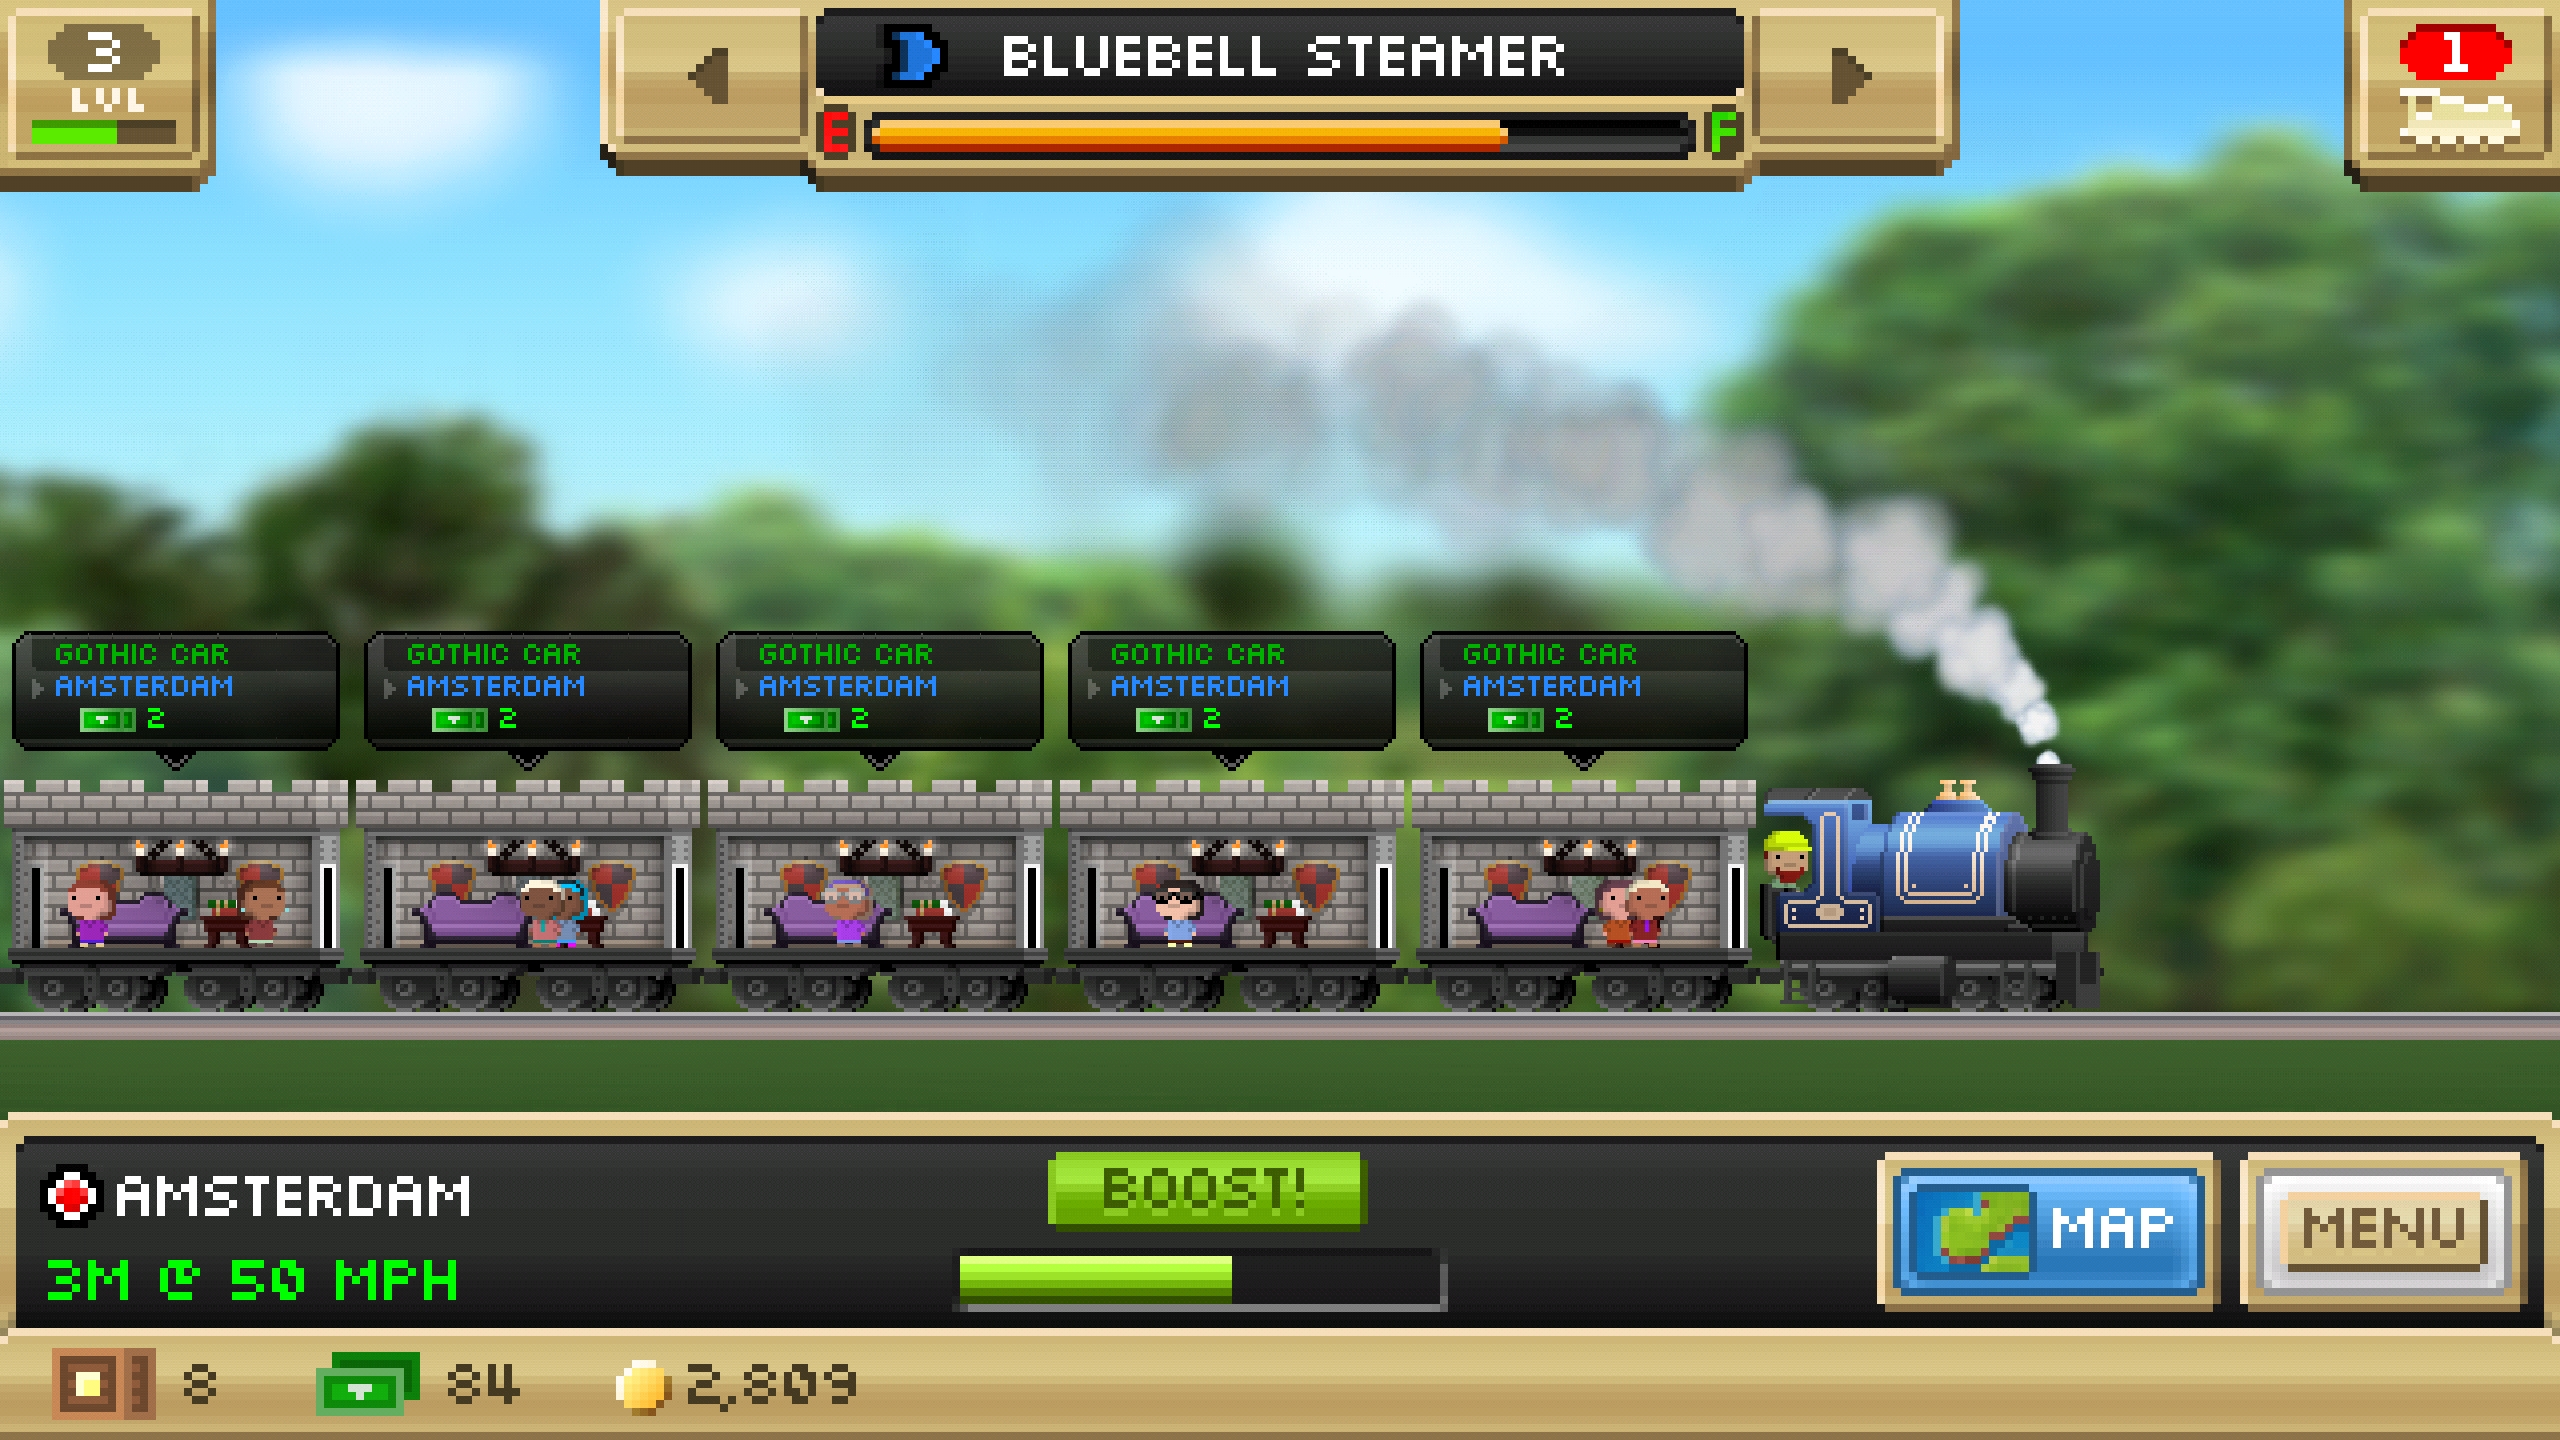 3
LVL
BLUEBELL STEAMER
E F
1
GOTHIC CAR
AMSTERDAM
2
GOTHIC CAR
AMSTERDAM
2
GOTHIC CAR
AMSTERDAM
2
GOTHIC CAR
AMSTERDAM
2
GOTHIC CAR
AMSTERDAM
2
AMSTERDAM
3M @ 50 MPH
BOOST!
MAP
MENU
8 84 2,809